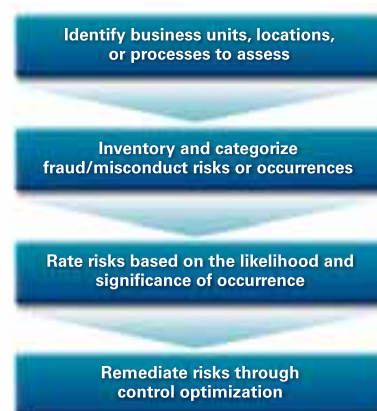 Identify business units, locations,
or processes to assess
Inventory and categorize
fraud/misconduct risks or occurrences
Rate risks based on the likelihood and
significance of occurrence
Remediate risks through
control optimization